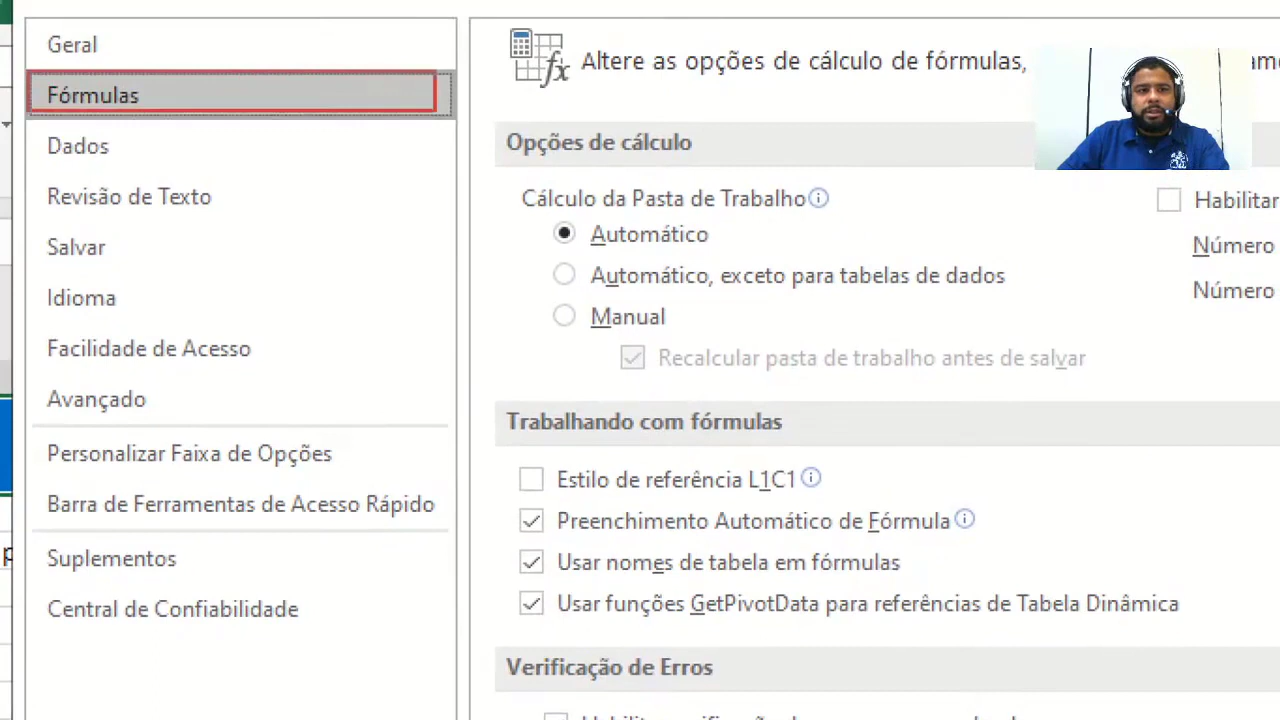 Geral
Fórmulas
Dados
Revisão de Texto
Salvar
Idioma
Facilidade de Acesso
Avançado
Personalizar Faixa de Opções
Barra de Ferramentas de Acesso Rápido
Suplementos
Central de Confiabilidade
Altere as opções de cálculo de fórmulas,
Opções de cálculo
Cálculo da Pasta de Trabalho
Habilitar
Automático
Número
Automático, exceto para tabelas de dados
Número
Manual
Recalcular pasta de trabalho antes de salvar
Trabalhando com fórmulas
Estilo de referência L1C1
Preenchimento Automático de Fórmula
Usar nomes de tabela em fórmulas
Usar funções GetPivotData para referências de Tabela Dinâmica
Verificação de Erros